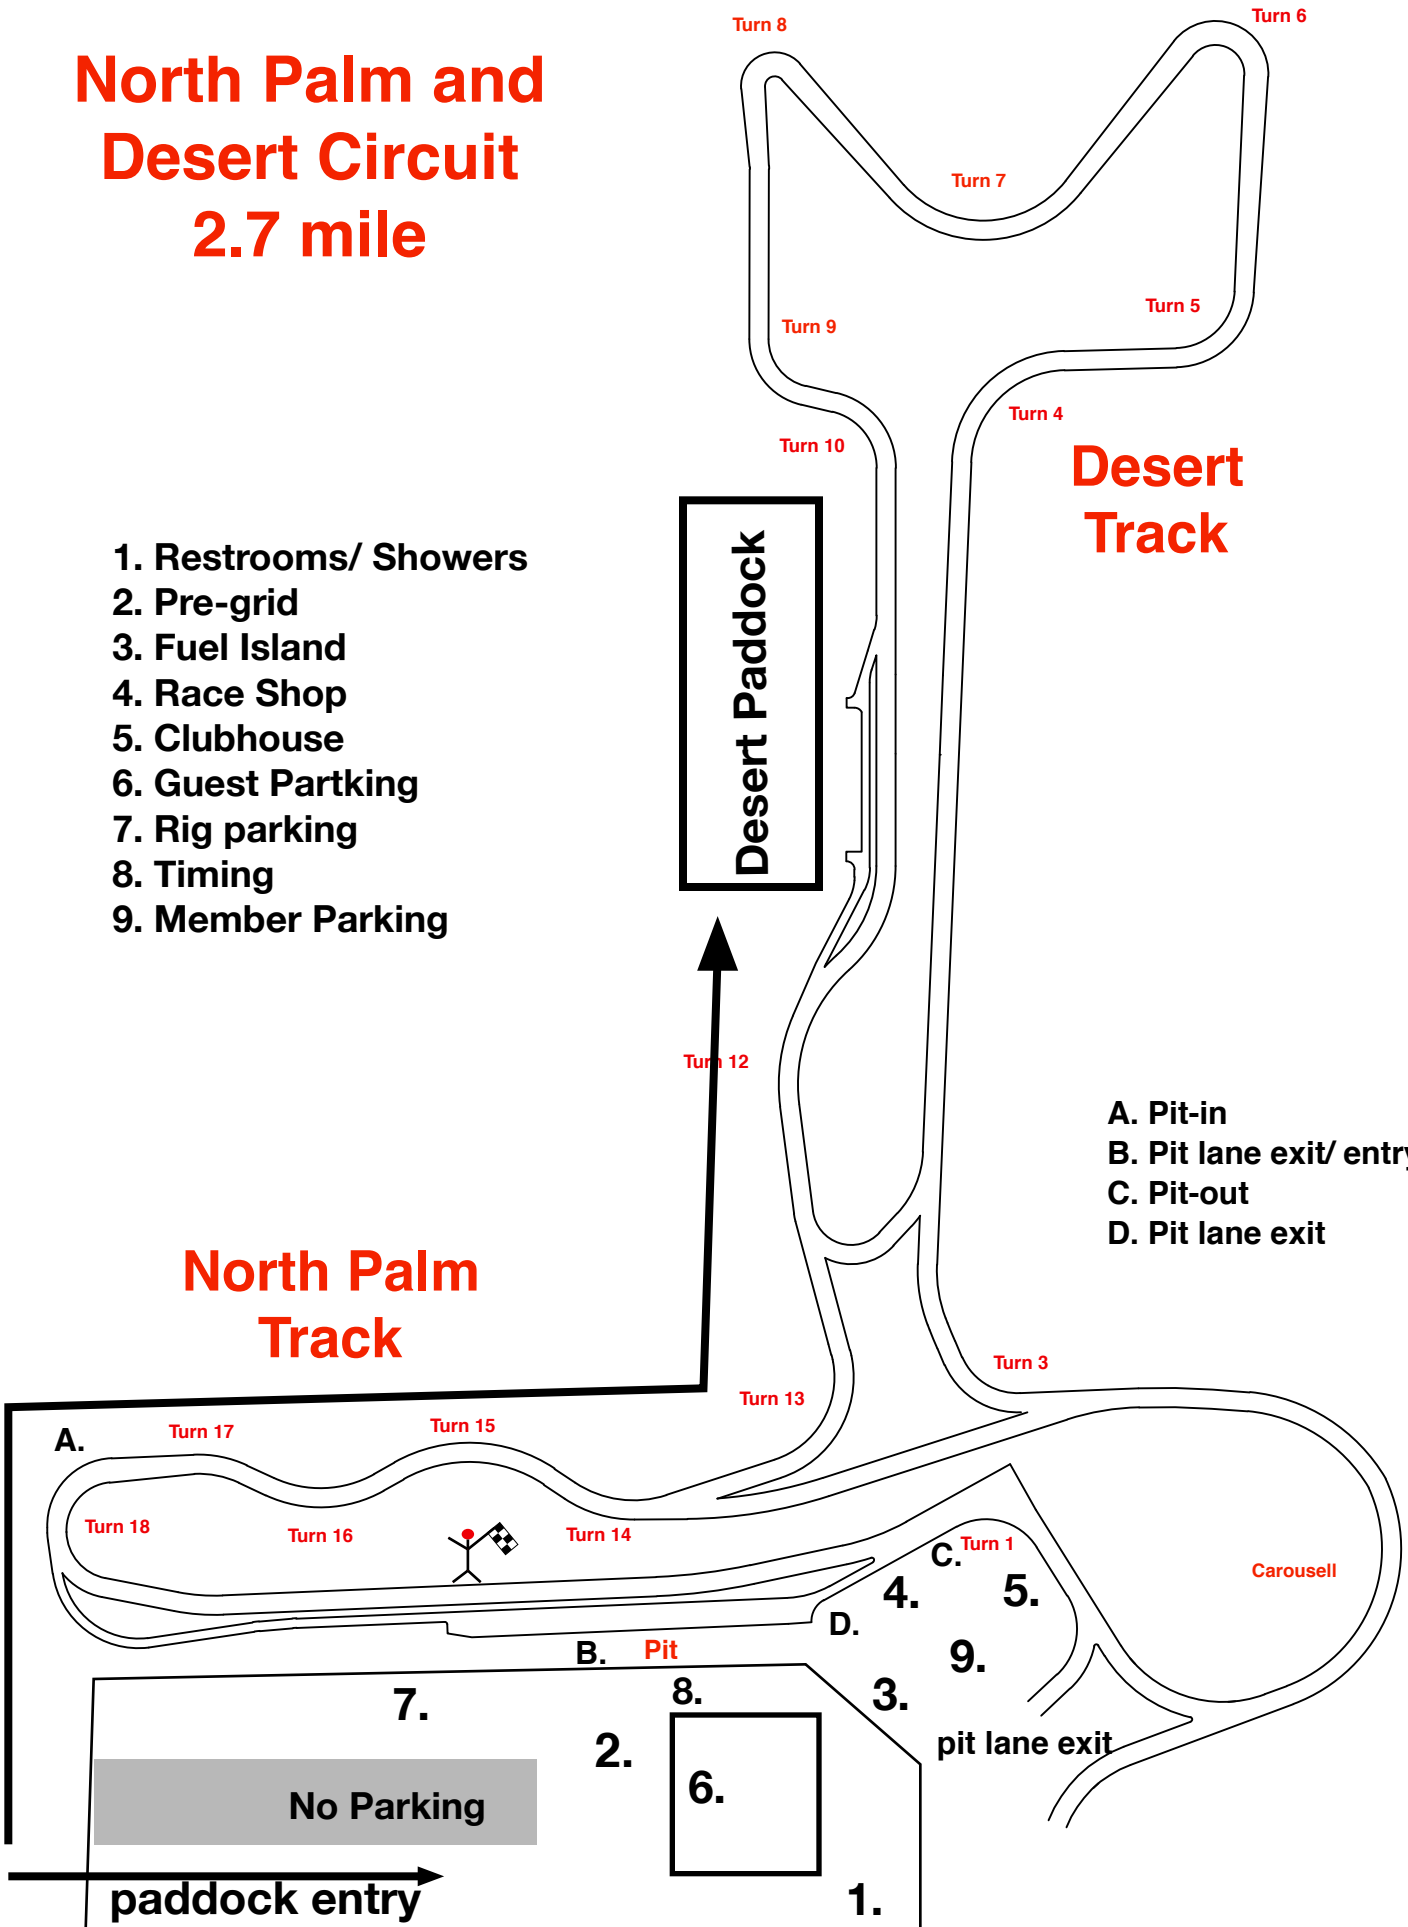 North Palm and
Desert Circuit
2.7 mile
Turn 8
Turn 6
Turn 7
Turn 5
Turn 9
Turn 4
Turn 10
Desert
Track
1. Restrooms/ Showers
2. Pre-grid
3. Fuel Island
4. Race Shop
5. Clubhouse
6. Guest Partking
7. Rig parking
8. Timing
9. Member Parking
Desert Paddock
Turn 12
A. Pit-in
B. Pit lane exit/ entry
C. Pit-out
D. Pit lane exit
North Palm
Track
Turn 3
Turn 13
A.
Turn 17
Turn 15
Turn 18
Turn 16
Turn 14
C.
Turn 1
Carousell
4.
5.
D.
B.
Pit
9.
7.
8.
3.
pit lane exit
2.
6.
No Parking
paddock entry
1.